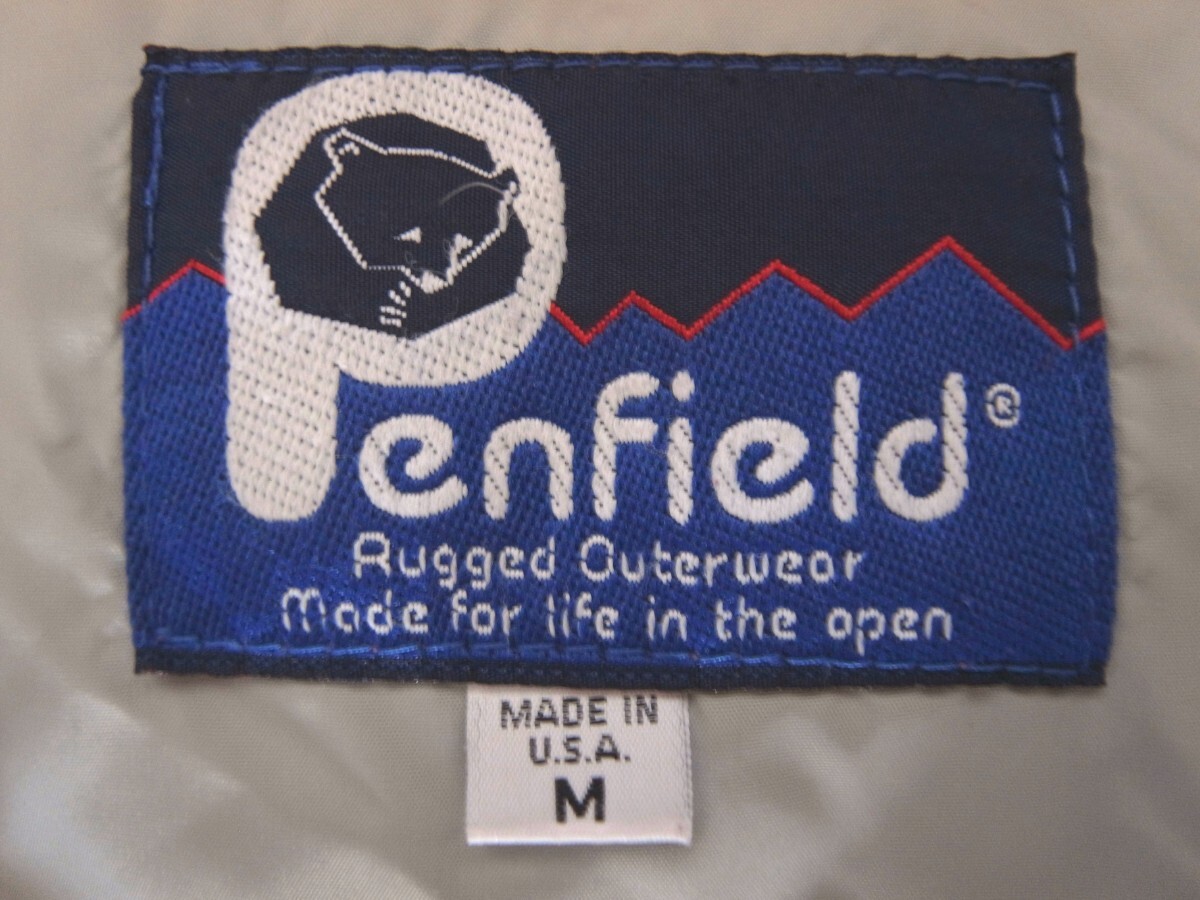 Penfield®
Rugged Outerwear
Made for life in the open
MADE IN
U.S.A.
M